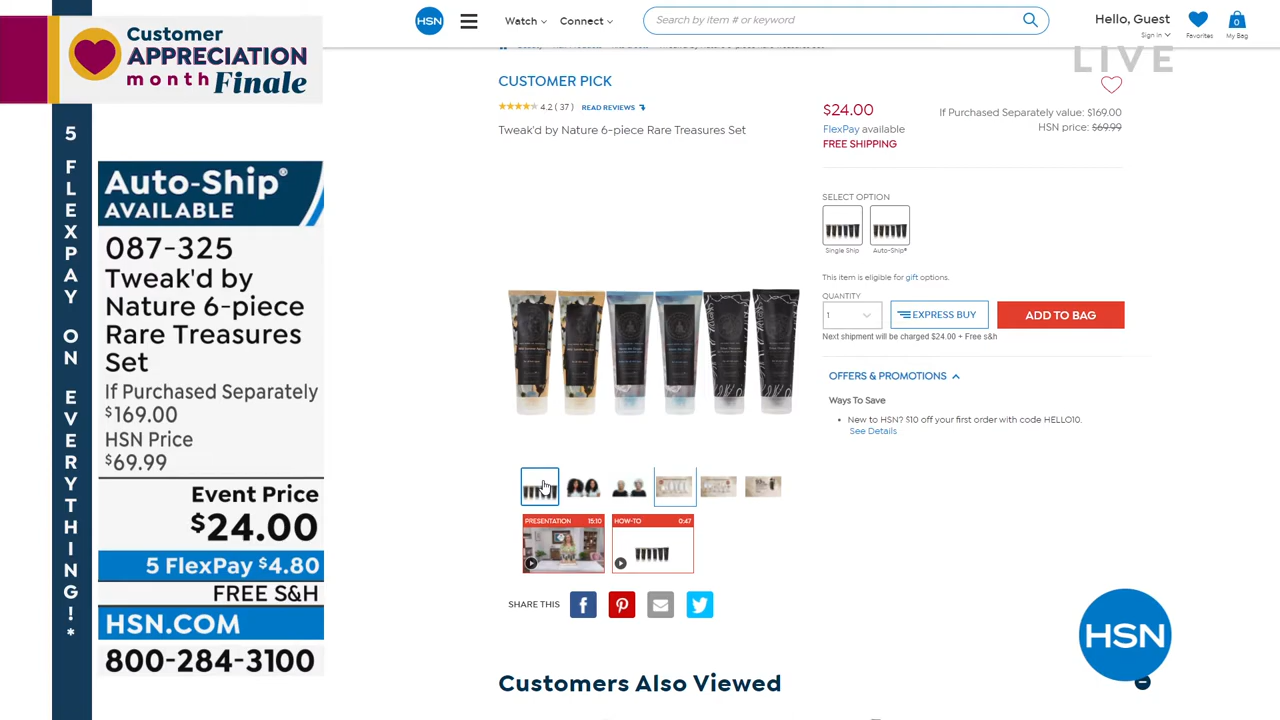 Customer
APPRECIATION
month Finale
5 FLEXPAY ON EVERYTHING!*
Auto-Ship®
AVAILABLE
087-325
Tweak'd by
Nature 6-piece
Rare Treasures
Set
If Purchased Separately
$169.00
HSN Price
$69.99
Event Price
$24.00
5 FlexPay $4.80
FREE S&H
HSN.COM
800-284-3100
HSN
Watch
Connect
Search by item # or keyword
Hello, Guest
Sign in
Favorites
0
My Bag
LIVE
CUSTOMER PICK
4.2 ( 37 ) READ REVIEWS
Tweak'd by Nature 6-piece Rare Treasures Set
$24.00
FlexPay available
FREE SHIPPING
If Purchased Separately value: $169.00
HSN price: $69.99
SELECT OPTION
Single Ship
Auto-Ship®
This item is eligible for gift options.
QUANTITY
1
EXPRESS BUY
ADD TO BAG
Next shipment will be charged $24.00 + Free s&h
OFFERS & PROMOTIONS
Ways To Save
New to HSN? $10 off your first order with code HELLO10.
See Details
PRESENTATION 15:10
HOW-TO 0:47
SHARE THIS
HSN
Customers Also Viewed